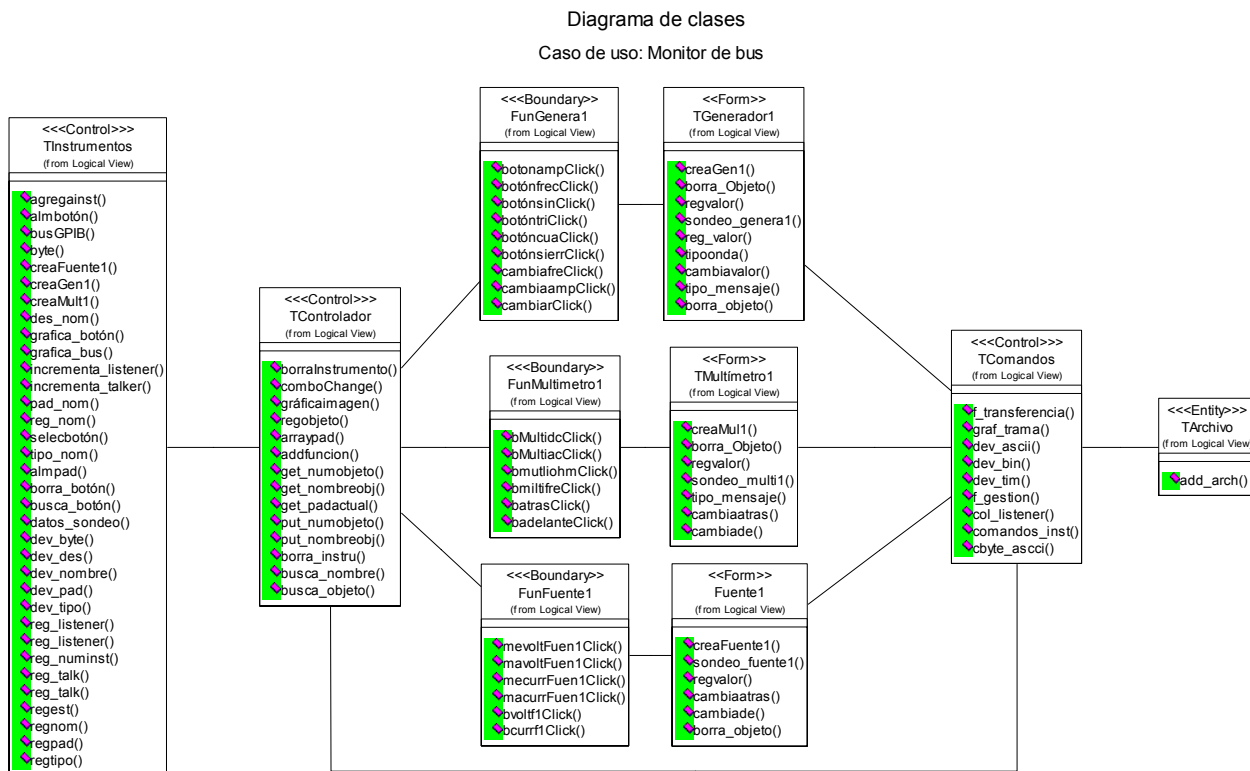 Diagrama de clases
Caso de uso: Monitor de bus
<<<Control>>>
TInstrumentos
(from Logical View)
agregainst()
almbotón()
busGPIB()
byte()
creaFuente1()
creaGen1()
creaMult1()
des_nom()
grafica_botón()
grafica_bus()
incrementa_listener()
incrementa_talker()
pad_nom()
reg_nom()
selecbotón()
tipo_nom()
almpad()
borra_botón()
busca_botón()
datos_sondeo()
dev_byte()
dev_des()
dev_nombre()
dev_pad()
dev_tipo()
reg_listener()
reg_listener()
reg_numinst()
reg_talk()
reg_talk()
regest()
regnom()
regpad()
regtipo()
<<<Control>>
TControlador
(from Logical View)
borraInstrumento()
comboChange()
gráficaimagen()
regobjeto()
arraypad()
addfuncion()
get_numobjeto()
get_nombreobj()
get_padactual()
put_numobjeto()
put_nombreobj()
borra_instru()
busca_nombre()
busca_objeto()
<<<Boundary>>
FunGenera1
(from Logical View)
botonampClick()
botónfrecClick()
botónsinClick()
botóntriClick()
botóncuaClick()
botónsierrClick()
cambiafreClick()
cambiaampClick()
cambiarClick()
<<Form>>
TGenerador1
(from Logical View)
creaGen1()
borra_Objeto()
regvalor()
sondeo_genera1()
reg_valor()
tipoonda()
cambiavalor()
tipo_mensaje()
borra_objeto()
<<<Boundary>>
FunMultimetro1
(from Logical View)
bMultidcClick()
bMultiacClick()
bmutliohmClick()
bmiltifreClick()
batrasClick()
badelanteClick()
<<Form>>
TMultímetro1
(from Logical View)
creaMul1()
borra_Objeto()
regvalor()
sondeo_multi1()
tipo_mensaje()
cambiaatras()
cambiade()
<<<Boundary>>
FunFuente1
(from Logical View)
mevoltFuen1Click()
mavoltFuen1Click()
mecurrFuen1Click()
macurrFuen1Click()
bvoltf1Click()
bcurrf1Click()
<<Form>>
Fuente1
(from Logical View)
creaFuente1()
sondeo_fuente1()
regvalor()
cambiaatras()
cambiade()
borra_objeto()
<<<Control>>
TComandos
(from Logical View)
f_transferécia()
graf_trama()
dev_ascii()
dev_bin()
dev_tim()
f_gestion()
col_listener()
comandos_inst()
cbyte_ascci()
<<Entity>>
TArchivo
(from Logical View)
add_arch()